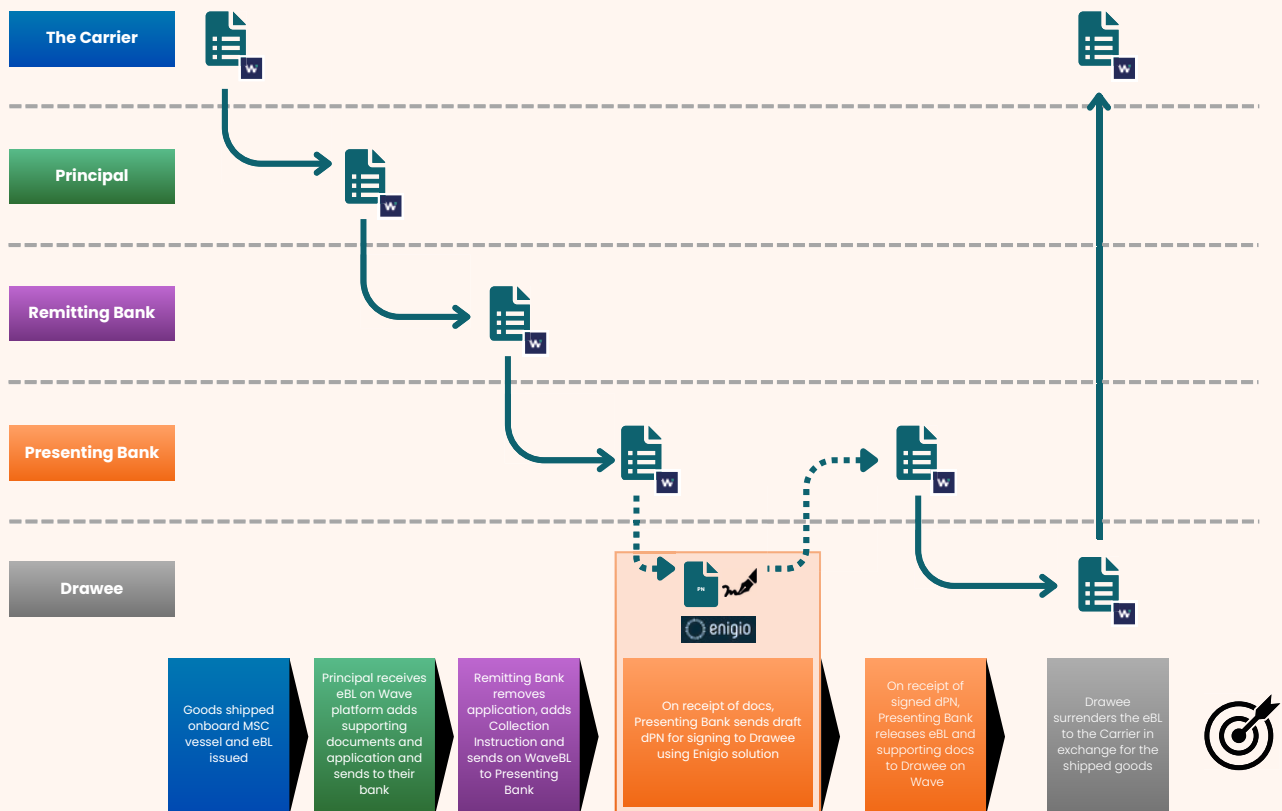 The Carrier
W
W
Principal
W
Remitting Bank
W
Presenting Bank
W
W
Drawee
PN
enigio
W
Goods shipped
onboard MSC
vessel and eBL
issued
Principal receives
eBL on Wave
platform adds
supporting
documents and
application and
sends to their
bank
Remitting Bank
removes
application, adds
Collection
Instruction and
sends on WaveBL
to Presenting
Bank
On receipt of docs,
Presenting Bank sends draft
dPN for signing to Drawee
using Enigio solution
On receipt of
signed dPN,
Presenting Bank
releases eBL and
supporting docs
to Drawee on
Wave
Drawee
surrenders the eBL
to the Carrier in
exchange for the
shipped goods